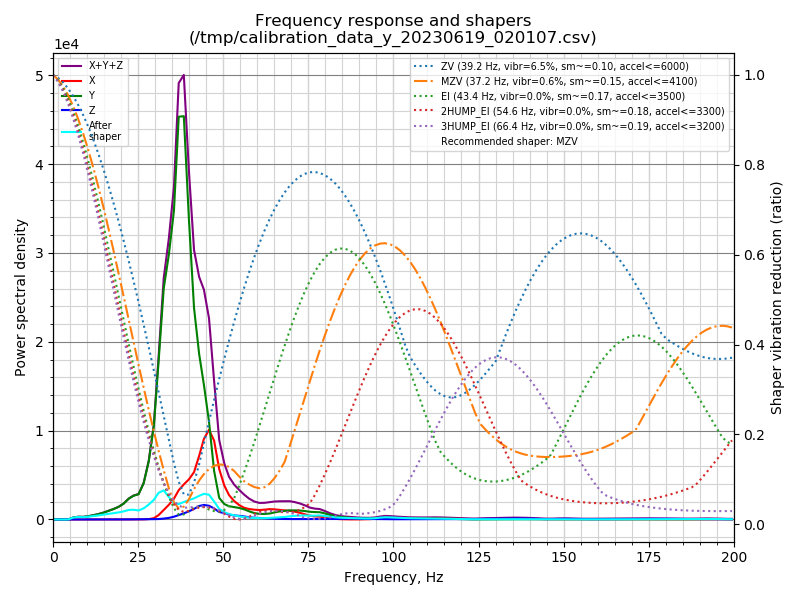 Frequency response and shapers
(/tmp/calibration_data_y_20230619_020107.csv)
1e4
X+Y+Z
X
Y
Z
After
shaper
ZV (39.2 Hz, vibr=6.5%, sm~=0.10, accel<=6000)
MZV (37.2 Hz, vibr=0.6%, sm~=0.15, accel<=4100)
EI (43.4 Hz, vibr=0.0%, sm~=0.17, accel<=3500)
2HUMP_EI (54.6 Hz, vibr=0.0%, sm~=0.18, accel<=3300)
3HUMP_EI (66.4 Hz, vibr=0.0%, sm~=0.19, accel<=3200)
Recommended shaper: MZV
Power spectral density
5
4
3
2
1
0
1.0
0.8
0.6
0.4
0.2
0.0
Shaper vibration reduction (ratio)
0 25 50 75 100 125 150 175 200
Frequency, Hz